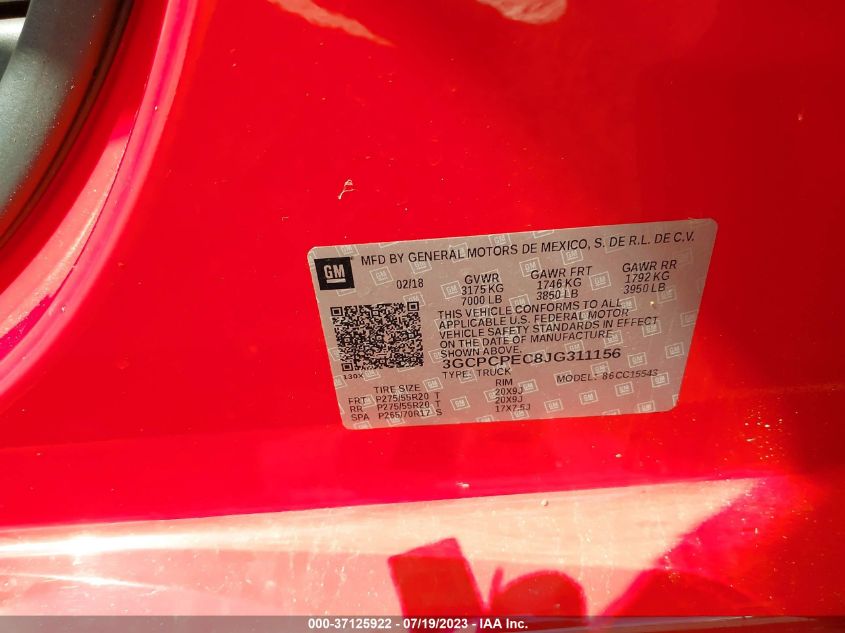 MFD BY GENERAL MOTORS DE MEXICO, S. DE R.L. DE C.V.
GM
02/18 GVWR GAWR FRT GAWR RR
3175 KG 1746 KG 1792 KG
7000 LB 3850 LB 3950 LB
THIS VEHICLE CONFORMS TO ALL
APPLICABLE U.S. FEDERAL MOTOR
VEHICLE SAFETY STANDARDS IN EFFECT
ON THE DATE OF MANUFACTURE
SHOWN ABOVE.
3GCPCPEC8JG311156
130X TYPE: TRUCK MODEL: 86CC15543
TIRE SIZE RIM
FRT P275/55R20 T 20X9J
RR P275/55R20 T 20X9J
SPA P265/70R17 S 17X7.5J
000-37125922 - 07/19/2023 - IAA Inc.